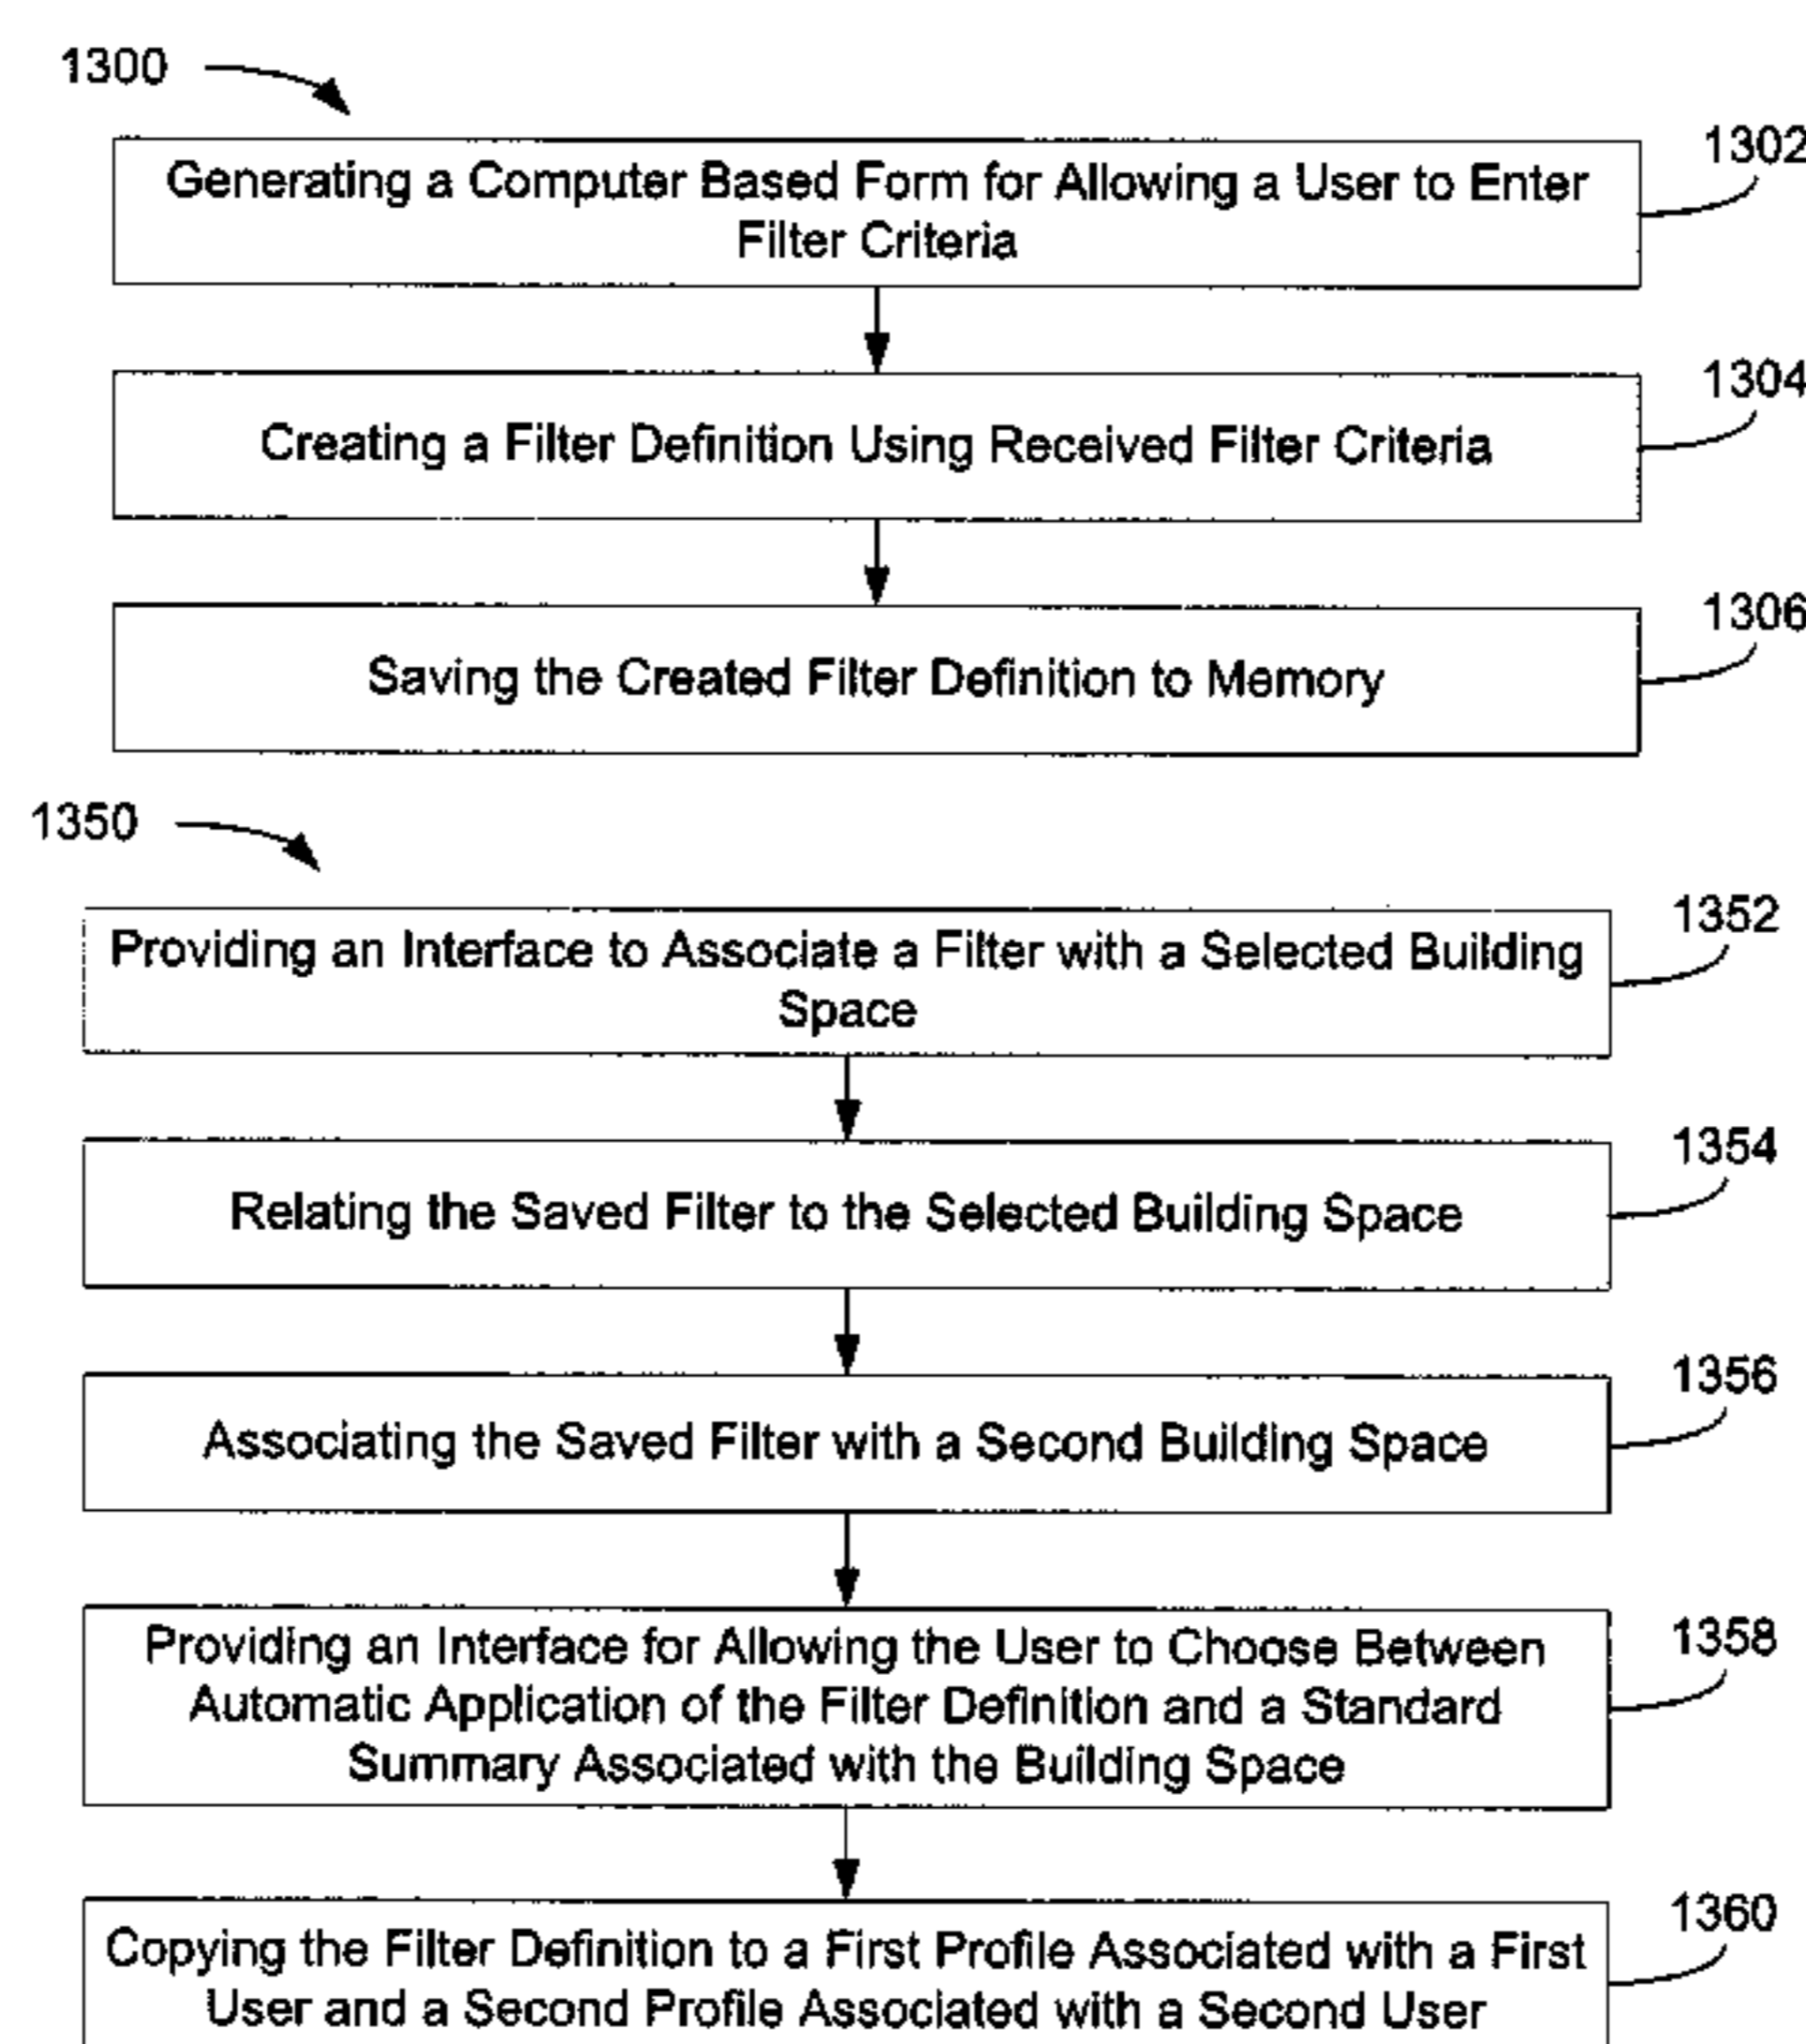 1300
1302
Generating a Computer Based Form for Allowing a User to Enter
Filter Criteria
1304
Creating a Filter Definition Using Received Filter Criteria
1306
Saving the Created Filter Definition to Memory
1350
1352
Providing an Interface to Associate a Filter with a Selected Building
Space
1354
Relating the Saved Filter to the Selected Building Space
1356
Associating the Saved Filter with a Second Building Space
1358
Providing an Interface for Allowing the User to Choose Between
Automatic Application of the Filter Definition and a Standard
Summary Associated with the Building Space
1360
Copying the Filter Definition to a First Profile Associated with a First
User and a Second Profile Associated with a Second User